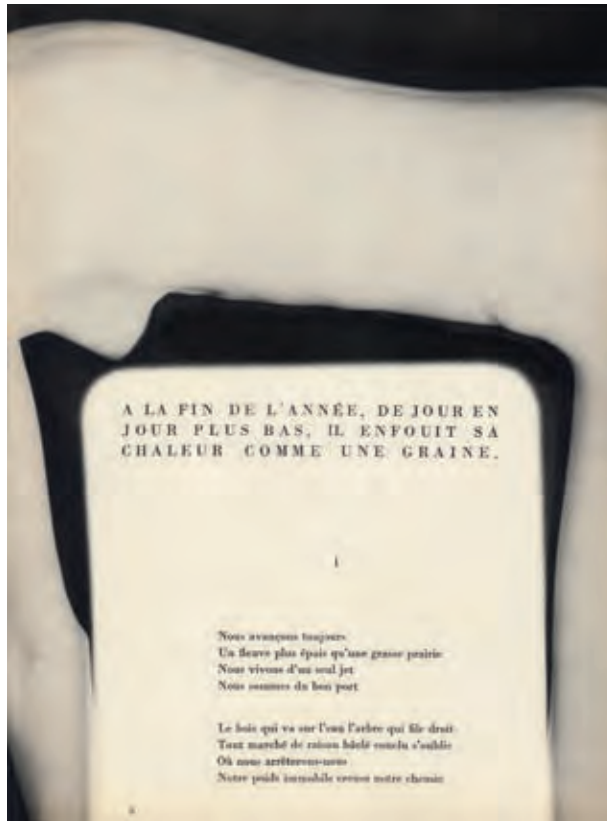 A LA FIN DE L'ANNÉE, DE JOUR EN
JOUR PLUS BAS, IL ENFOUIT SA
CHALEUR COMME UNE GRAINE.
I
Nous avançons toujours
Un fleuve plus épais qu'une grasse prairie
Nous vivons d'un seul jet
Nous sommes du bon port
Le bois qui va sur l'eau l'arbre qui file droit
Tout marché de raison bâclé conclu s'oublie
Où nous arrêterons-nous
Notre poids immobile creuse notre chemin